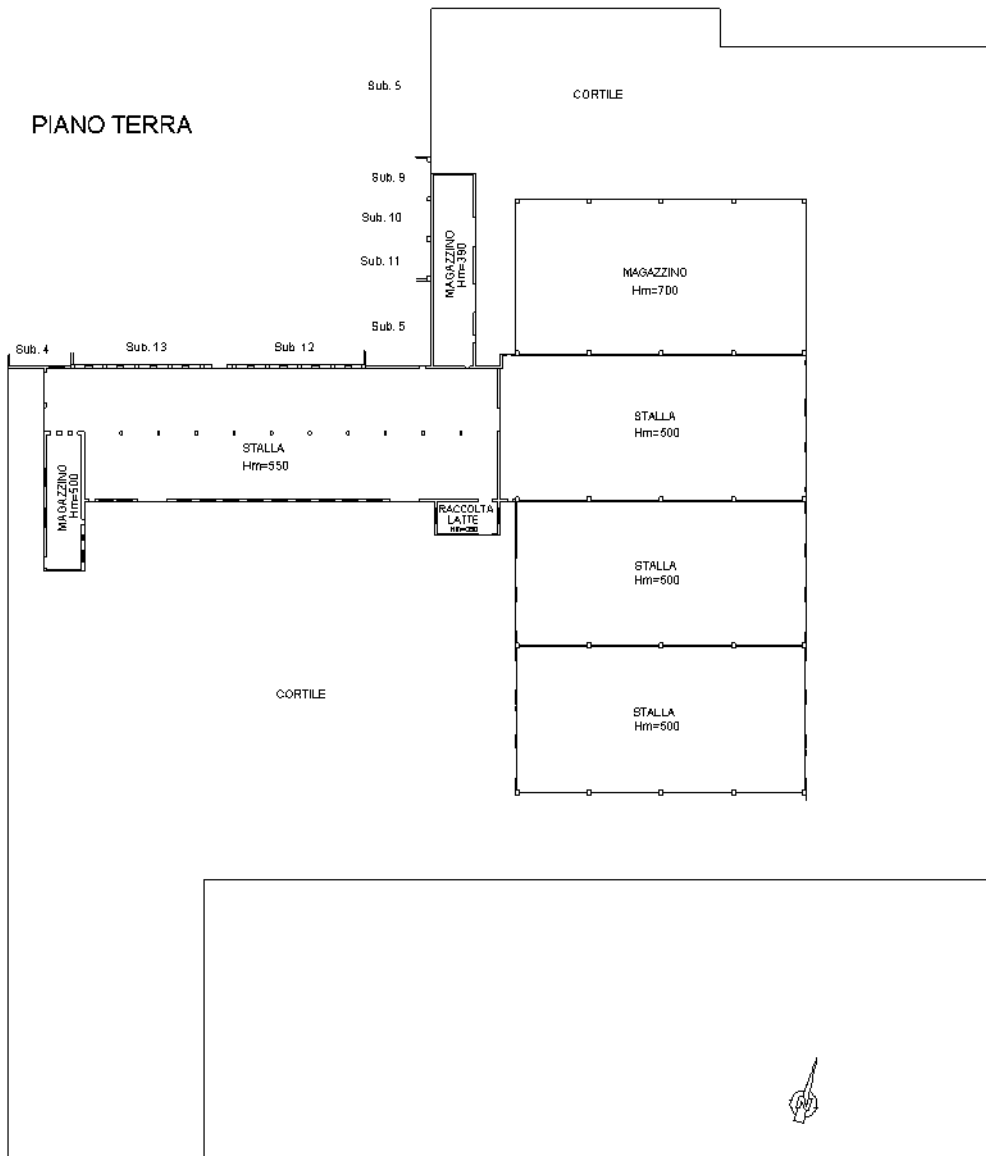 Sub. 5
CORTILE
PIANO TERRA
Sub. 9
Sub. 10
Sub. 11
MAGAZZINO
Hm=390
MAGAZZINO
Hm=700
Sub. 5
Sub. 4
Sub. 13
Sub 12
STALLA
Hm=500
STALLA
Hm=550
MAGAZZINO
Hm=500
RACCOLTA
LATTE
STALLA
Hm=500
CORTILE
STALLA
Hm=500
N